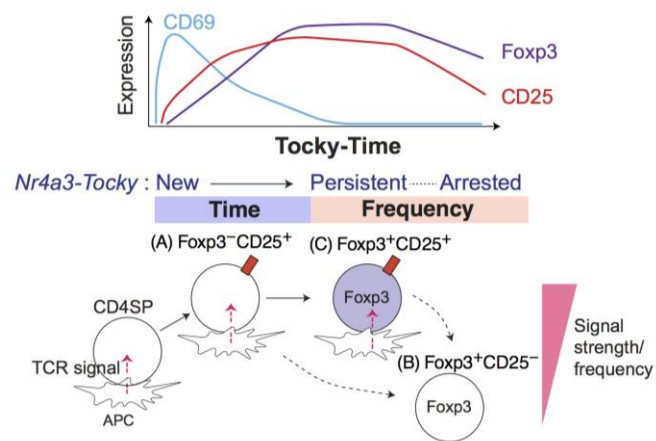 CD69
Expression
Foxp3
CD25
Tocky-Time
Nr4a3-Tocky : New Persistent Arrested
Time Frequency
(A) Foxp3⁻CD25⁺ (C) Foxp3⁺CD25⁺
CD4SP
Foxp3
TCR signal
APC
(B) Foxp3⁺CD25⁻
Foxp3
Signal
strength/
frequency